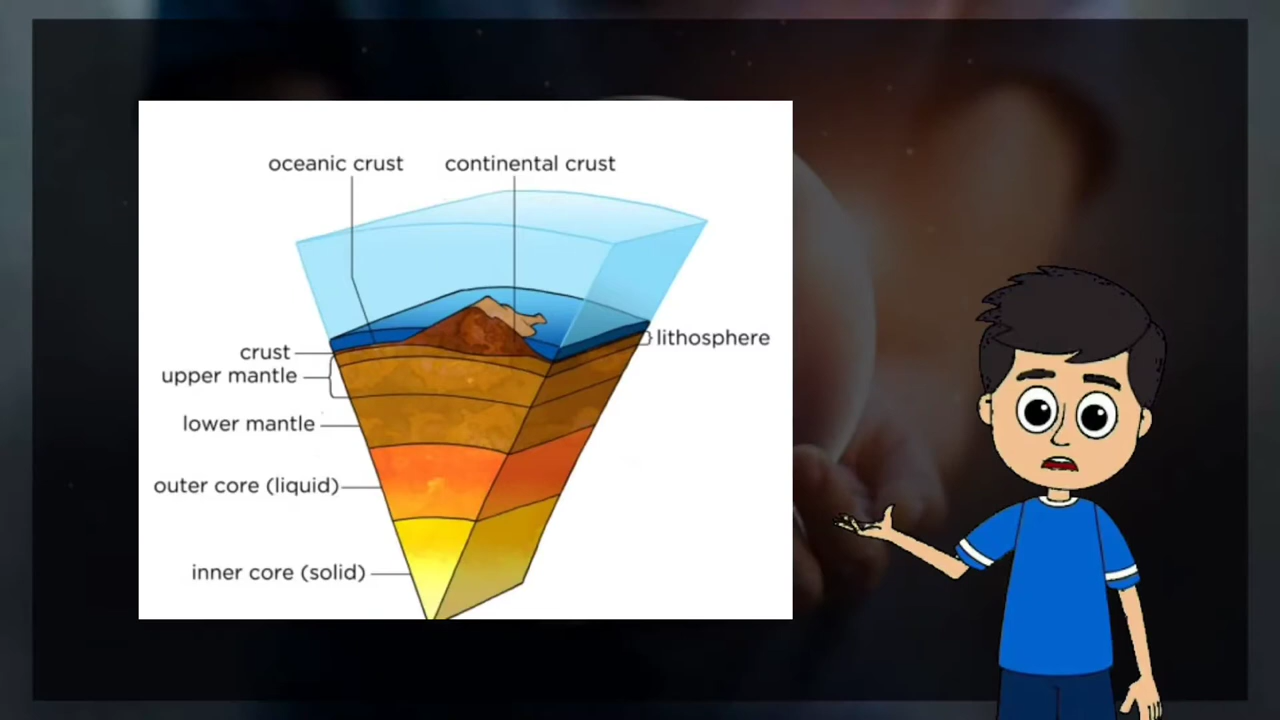 oceanic crust
continental crust
lithosphere
crust
upper mantle
lower mantle
outer core (liquid)
inner core (solid)